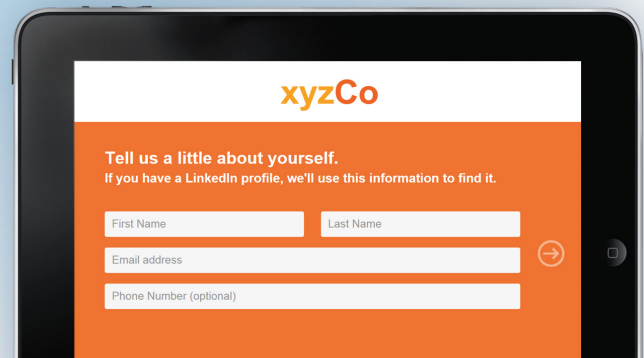 xyzCo
Tell us a little about yourself.
If you have a LinkedIn profile, we'll use this information to find it.
First Name
Last Name
Email address
Phone Number (optional)